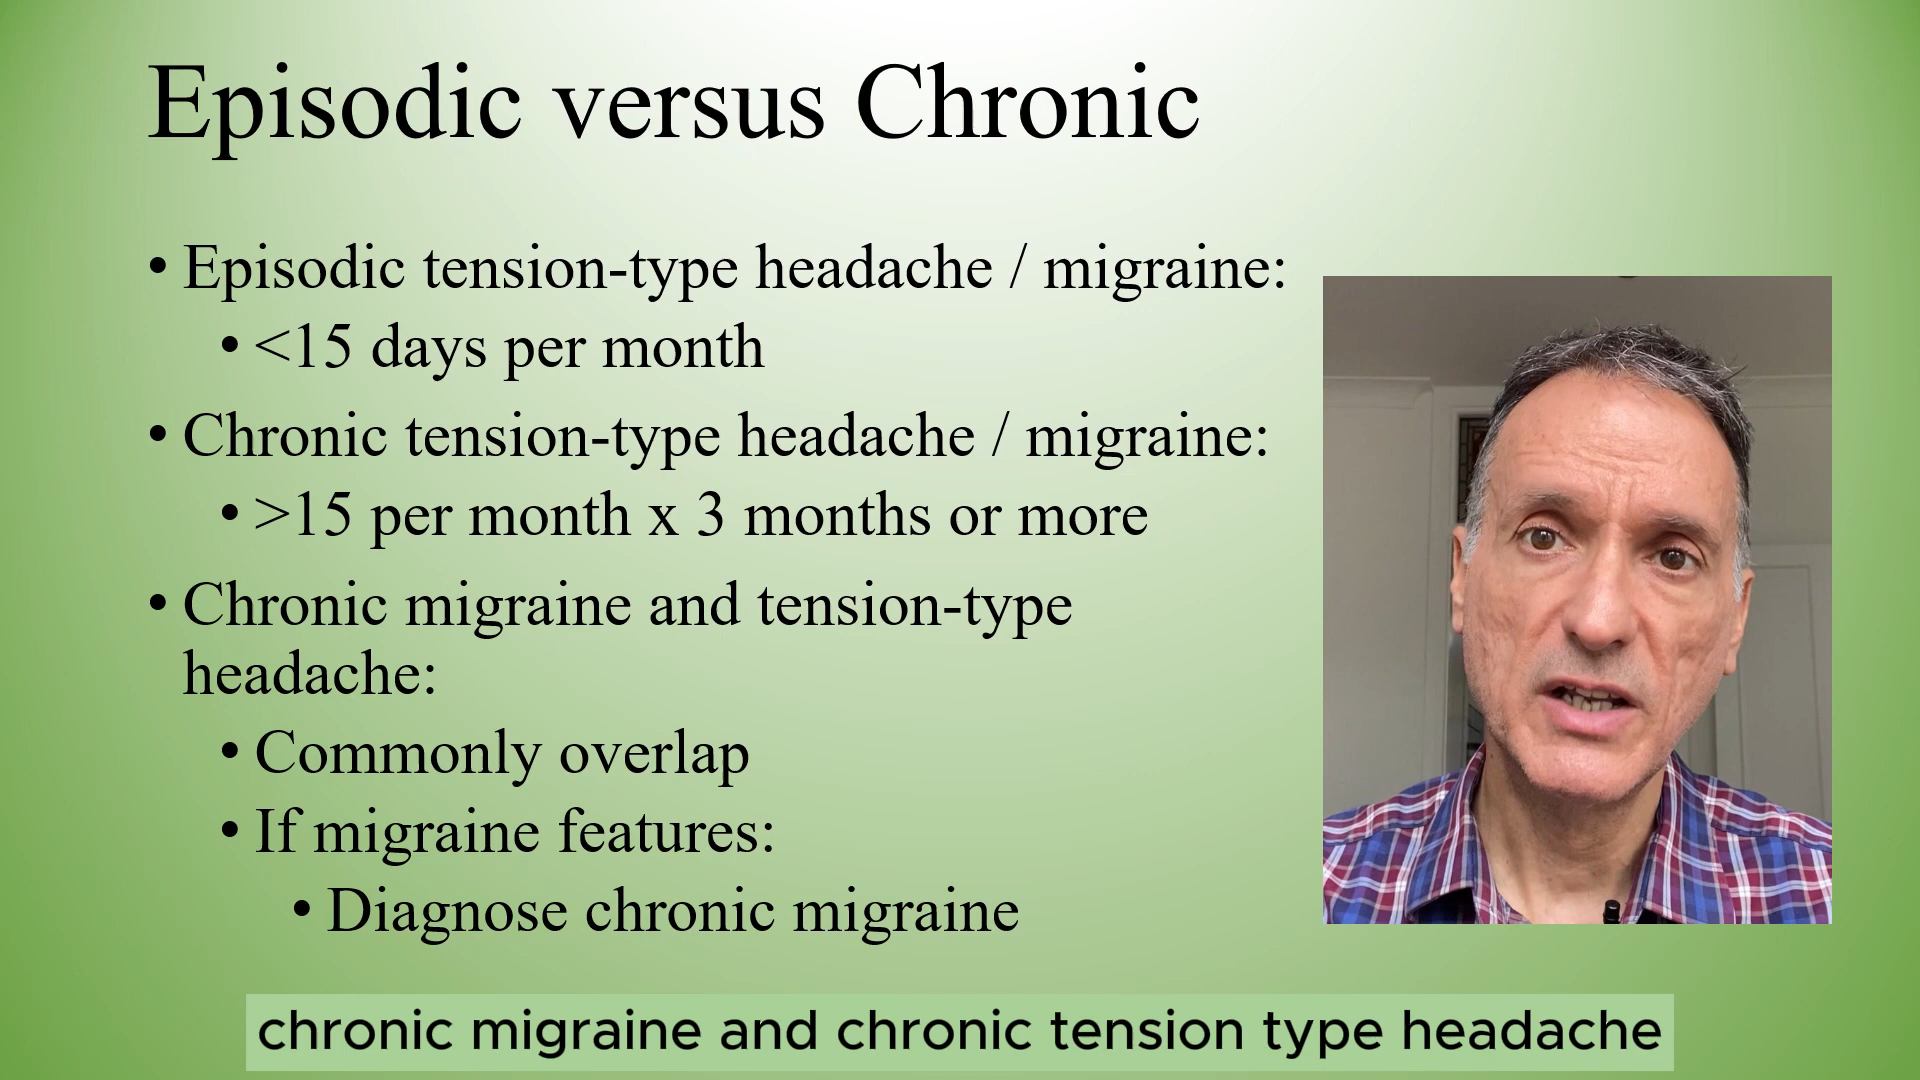 Episodic versus Chronic
• Episodic tension-type headache / migraine:
• <15 days per month
• Chronic tension-type headache / migraine:
• >15 per month x 3 months or more
• Chronic migraine and tension-type
headache:
• Commonly overlap
• If migraine features:
• Diagnose chronic migraine
chronic migraine and chronic tension type headache